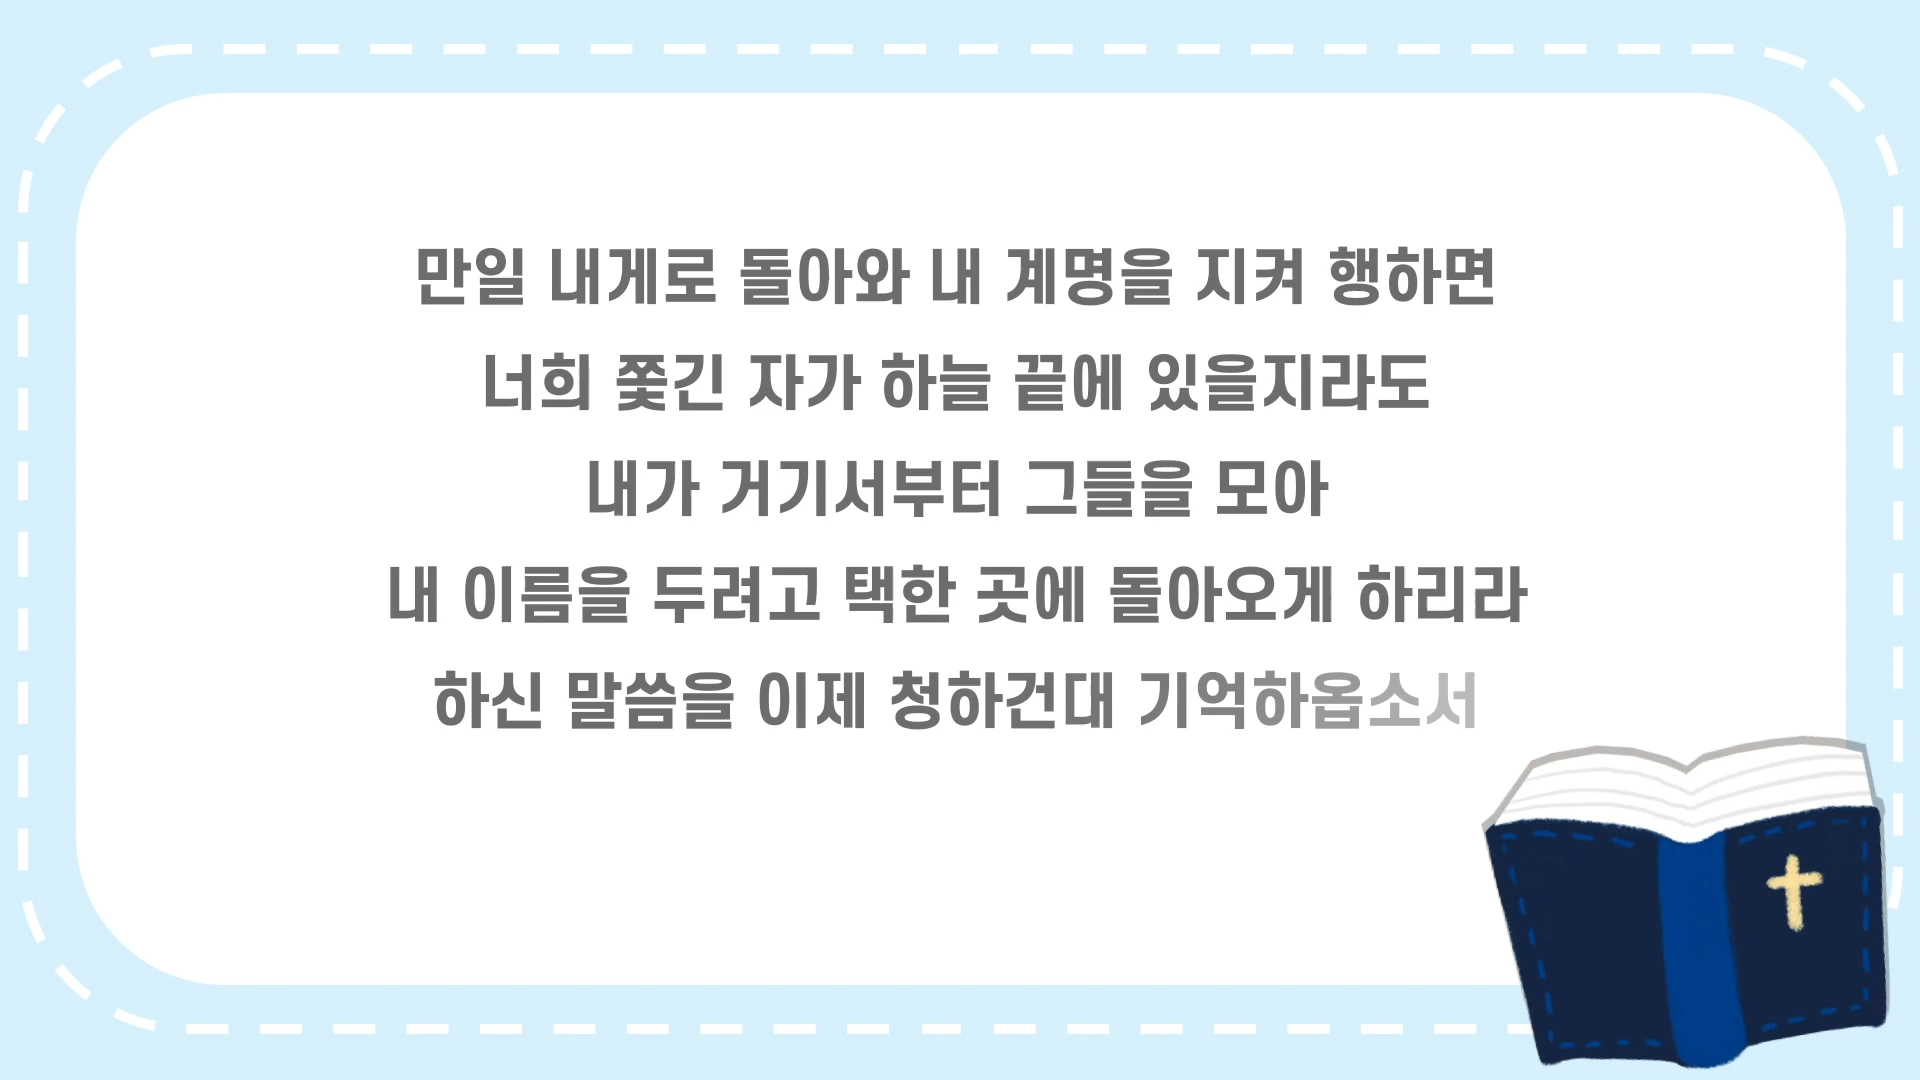 만일 내게로 돌아와 내 계명을 지켜 행하면
너희 쫓긴 자가 하늘 끝에 있을지라도
내가 거기서부터 그들을 모아
내 이름을 두려고 택한 곳에 돌아오게 하리라
하신 말씀을 이제 청하건대 기억하옵소서